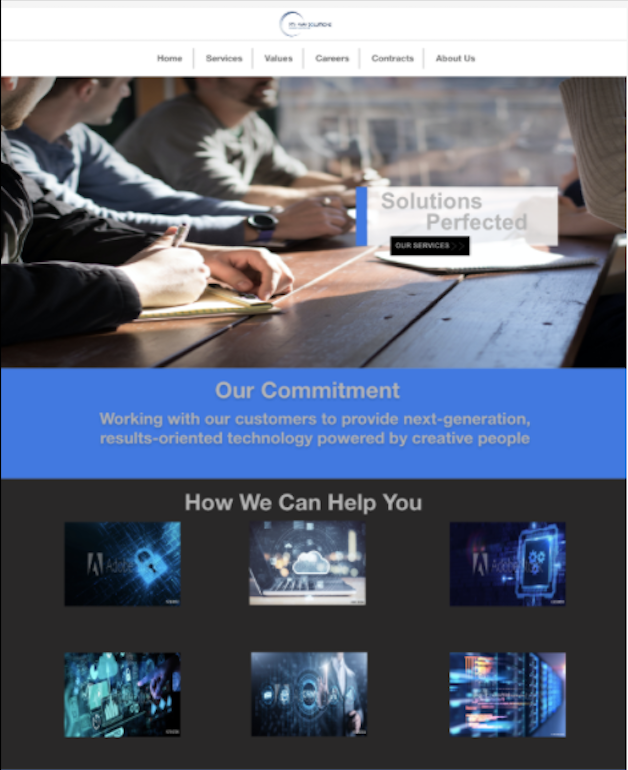 Home Services Values Careers Contracts About Us
Solutions
Perfected
OUR SERVICES
Our Commitment
Working with our customers to provide next-generation,
results-oriented technology powered by creative people
How We Can Help You